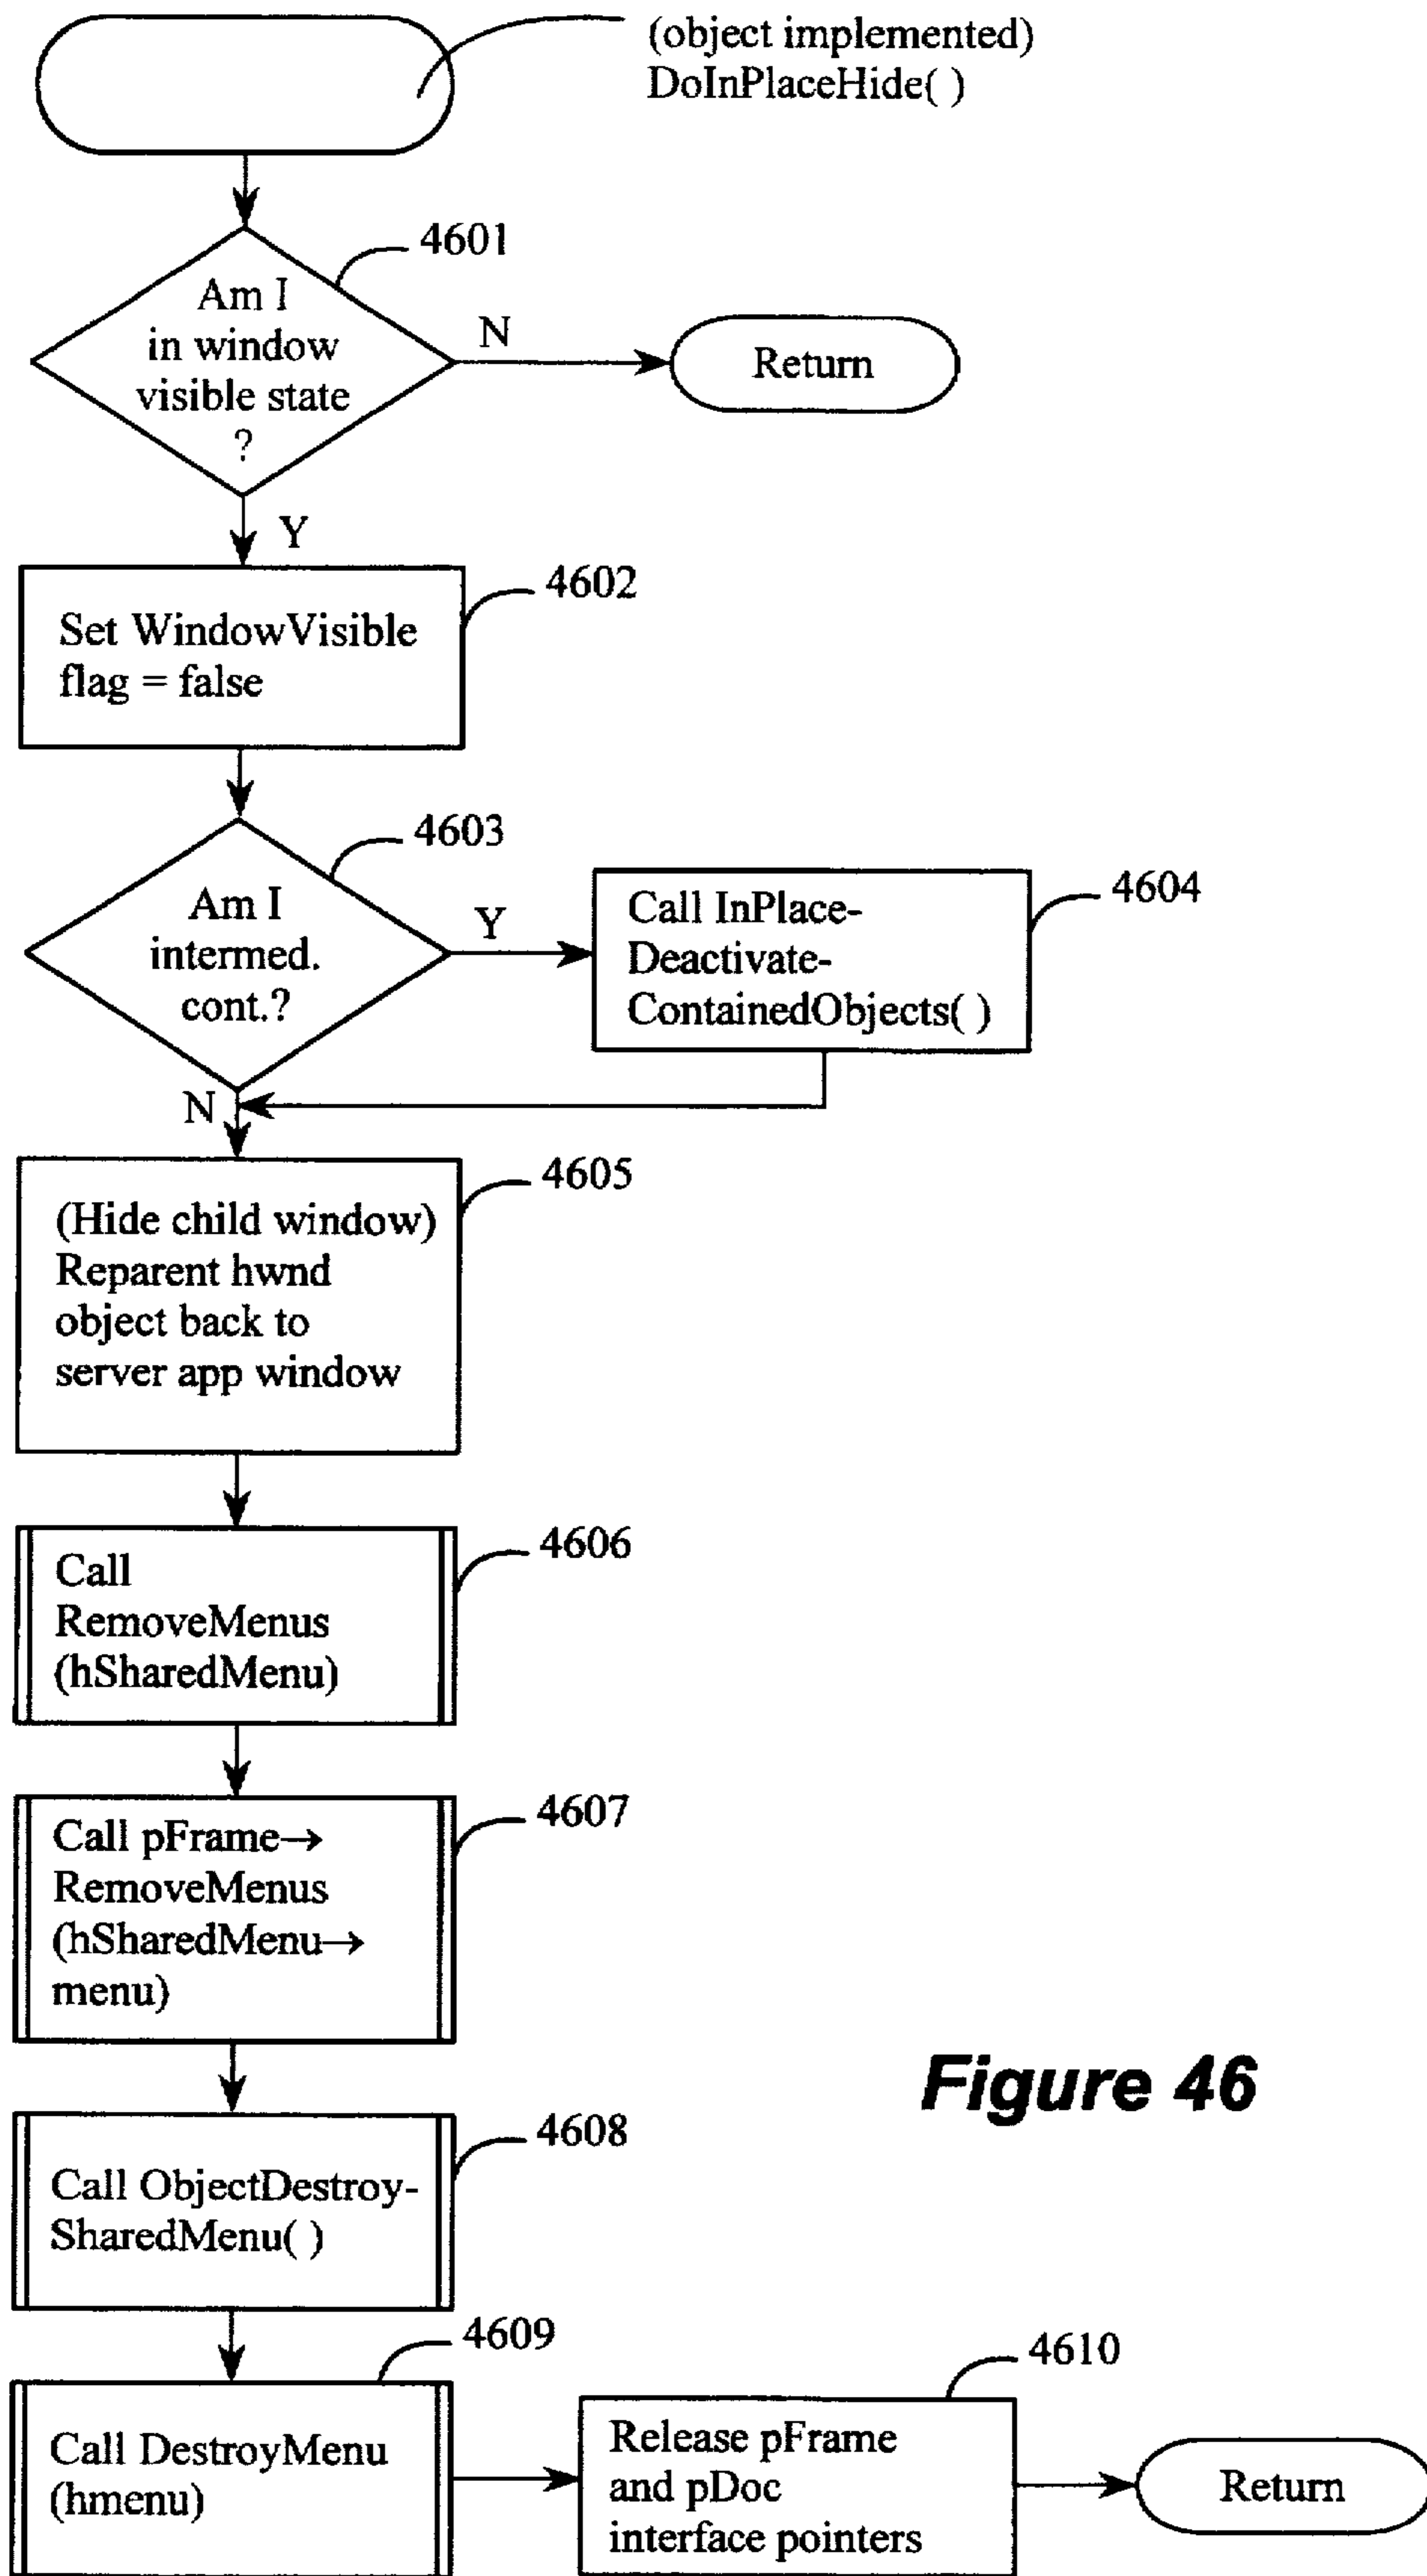 (object implemented)
DoInPlaceHide( )
4601
Am I
in window
visible state
?
N
Return
Y
4602
Set WindowVisible
flag = false
4603
Am I
intermed.
cont.?
Y
4604
Call InPlace-
Deactivate-
ContainedObjects( )
N
4605
(Hide child window)
Reparent hwnd
object back to
server app window
4606
Call
RemoveMenus
(hSharedMenu)
4607
Call pFrame→
RemoveMenus
(hSharedMenu→
menu)
Figure 46
4608
Call ObjectDestroy-
SharedMenu( )
4609
Call DestroyMenu
(hmenu)
4610
Release pFrame
and pDoc
interface pointers
Return